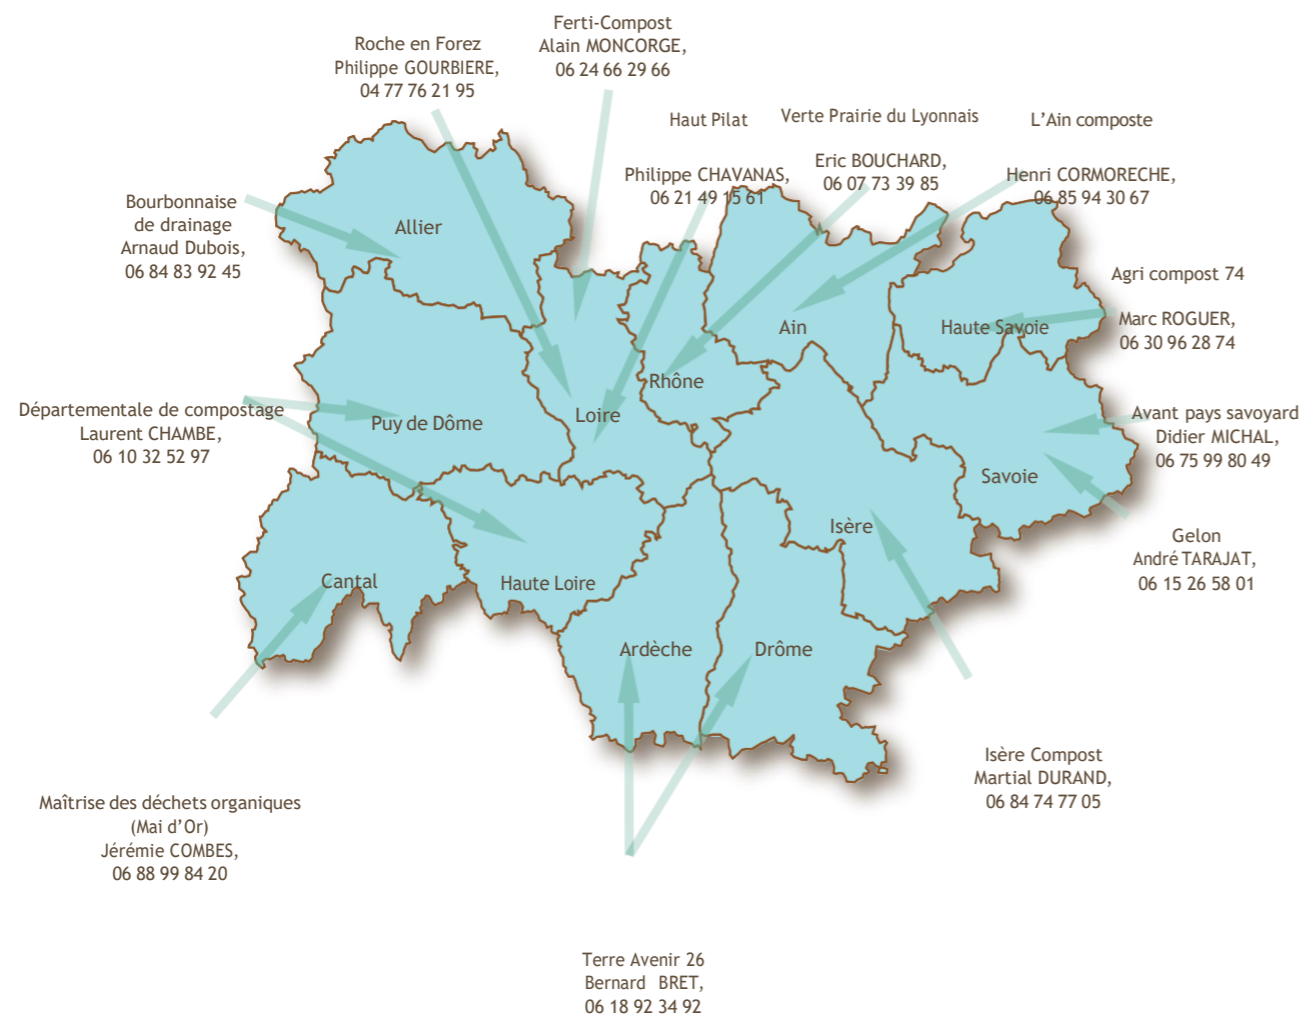 Ferti-Compost
Alain MONCORGE,
06 24 66 29 66
Roche en Forez
Philippe GOURBIERE,
04 77 76 21 95
Haut Pilat
Philippe CHAVANAS,
06 21 49 15 61
Verte Prairie du Lyonnais
Eric BOUCHARD,
06 07 73 39 85
L'Ain composte
Henri CORMORECHE,
06 85 94 30 67
Bourbonnaise
de drainage
Arnaud Dubois,
06 84 83 92 45
Allier
Agri compost 74
Marc ROGUER,
06 30 96 28 74
Ain
Haute Savoie
Rhône
Loire
Puy de Dôme
Départementale de compostage
Laurent CHAMBE,
06 10 32 52 97
Avant pays savoyard
Didier MICHAL,
06 75 99 80 49
Savoie
Isère
Gelon
André TARAJAT,
06 15 26 58 01
Cantal
Haute Loire
Ardèche
Drôme
Isère Compost
Martial DURAND,
06 84 74 77 05
Maîtrise des déchets organiques
(Mai d'Or)
Jérémie COMBES,
06 88 99 84 20
Terre Avenir 26
Bernard BRET,
06 18 92 34 92